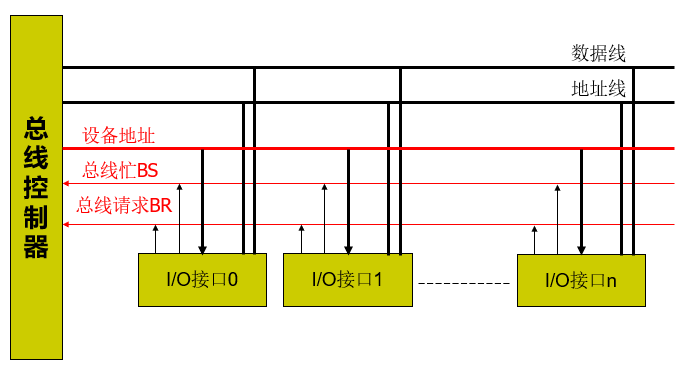 总线控制器
数据线
地址线
设备地址
总线忙BS
总线请求BR
I/O接口0
I/O接口1
I/O接口n